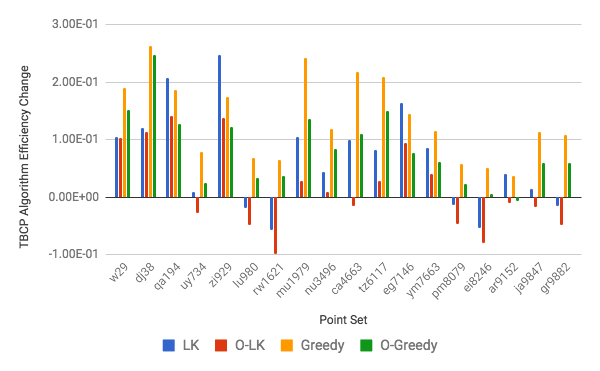 TBCP Algorithm Efficiency Change
3.00E-01
2.00E-01
1.00E-01
0.00E+00
-1.00E-01
w29
dj38
qa194
uy734
zi929
lu980
rw1621
mu1979
nu3496
ca4663
tz6117
eg7146
ym7663
pm8079
ei8246
ar9152
ja9847
gr9882
Point Set
LK O-LK Greedy O-Greedy